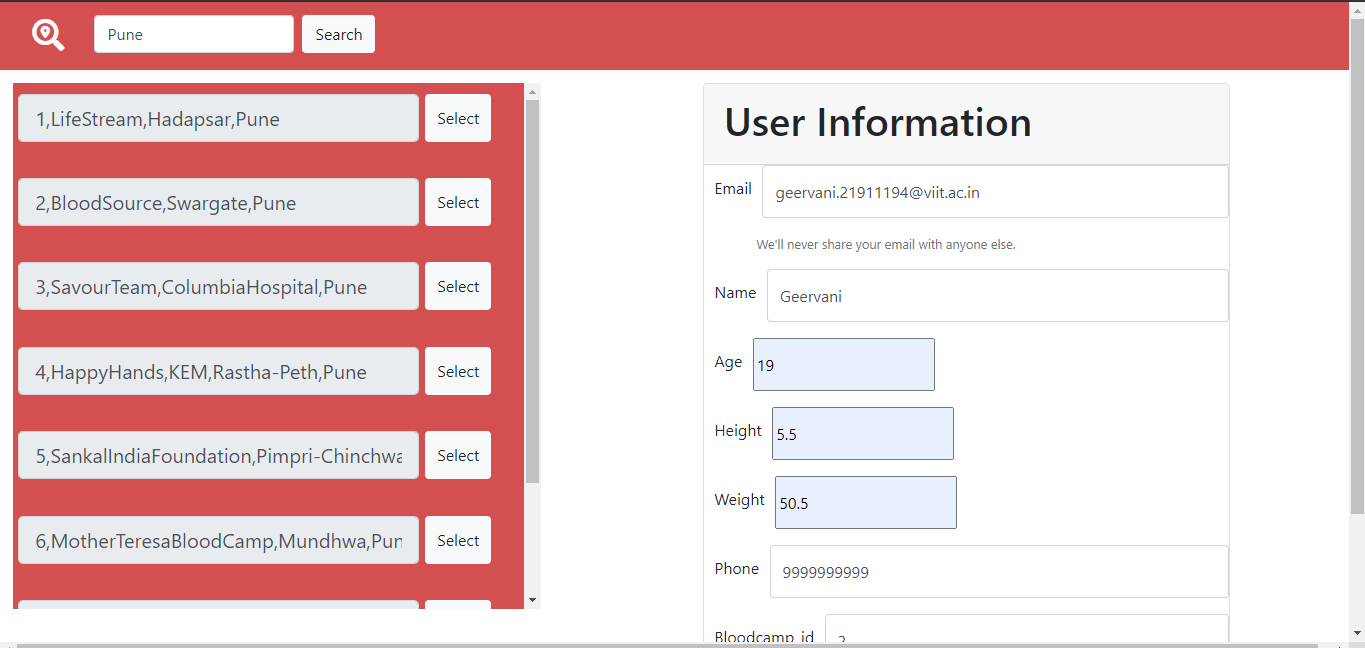 Pune
Search
1,LifeStream,Hadapsar,Pune
Select
2,BloodSource,Swargate,Pune
Select
3,SavourTeam,ColumbiaHospital,Pune
Select
4,HappyHands,KEM,Rastha-Peth,Pune
Select
5,SankalIndiaFoundation,Pimpri-Chinchwa
Select
6,MotherTeresaBloodCamp,Mundhwa,Pun
Select
User Information
Email geervani.21911194@viit.ac.in
We'll never share your email with anyone else.
Name Geervani
Age 19
Height 5.5
Weight 50.5
Phone 9999999999
Bloodcamp_id 2